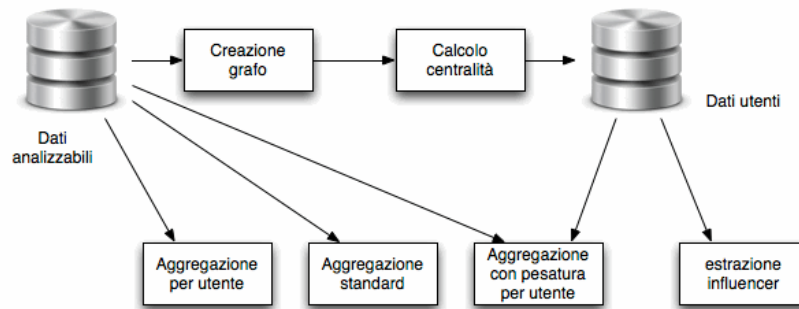 Creazione
grafo
Calcolo
centralità
Dati
analizzabili
Dati utenti
Aggregazione
per utente
Aggregazione
standard
Aggregazione
con pesatura
per utente
estrazione
influencer